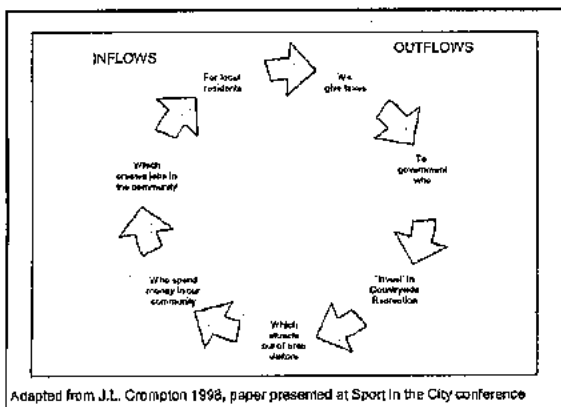 INFLOWS
OUTFLOWS
For local
residents
We
give taxes
To
government
who
"Invest" in
Countryside
Recreation
Which
attracts
out of area
visitors
Who spend
money in our
community
Which
creates jobs in
the community
Adapted from J.L. Crompton 1998, paper presented at Sport in the City conference